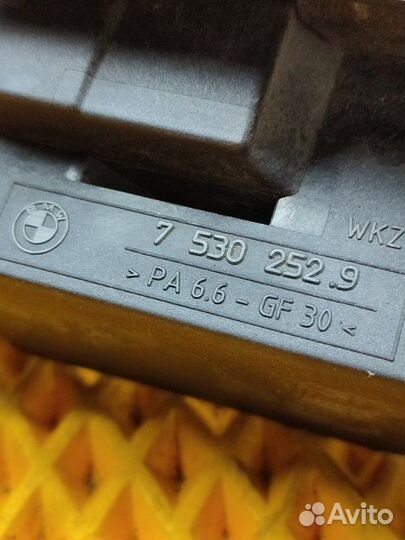 BMW
7 530 252.9
WKZ
> PA 6.6 - GF 30 <
Avito